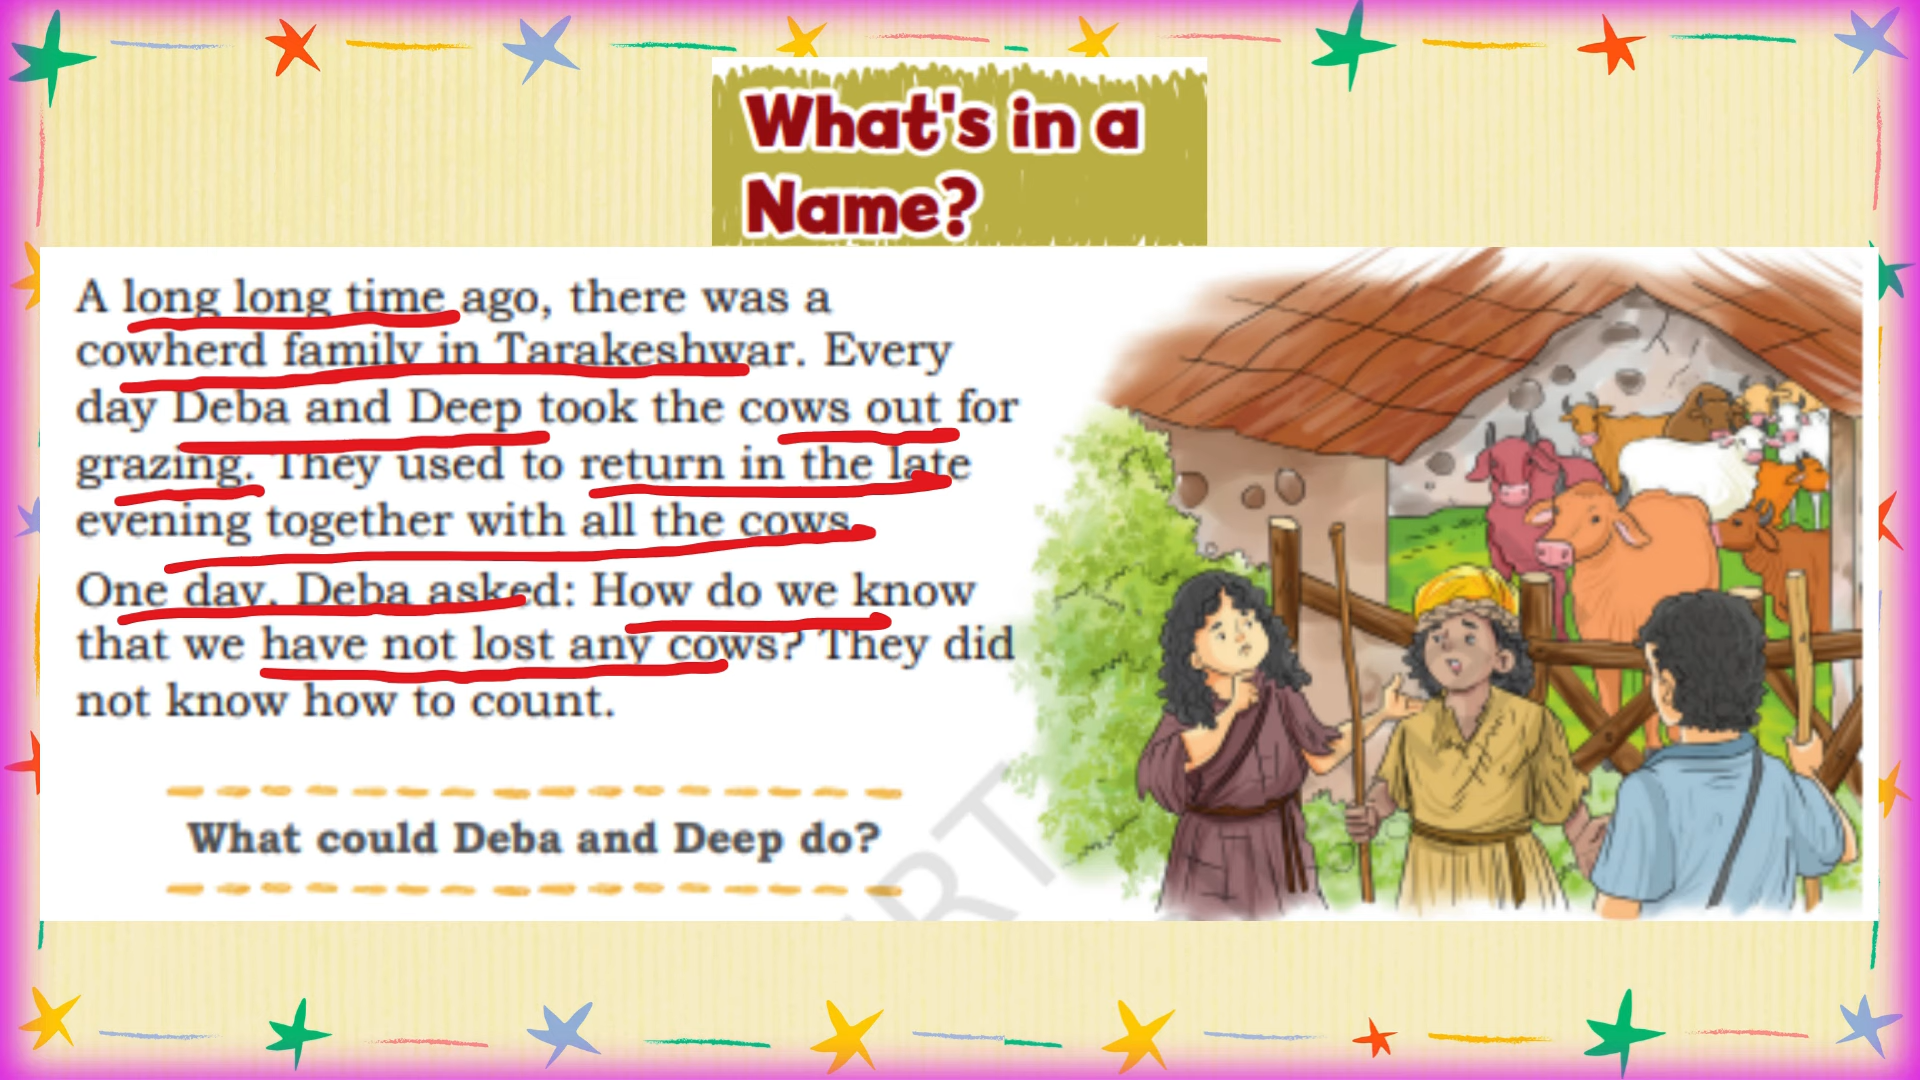 What's in a
Name?
A long long time ago, there was a
cowherd family in Tarakeshwar. Every
day Deba and Deep took the cows out for
grazing. They used to return in the late
evening together with all the cows.
One day, Deba asked: How do we know
that we have not lost any cows? They did
not know how to count.
What could Deba and Deep do?